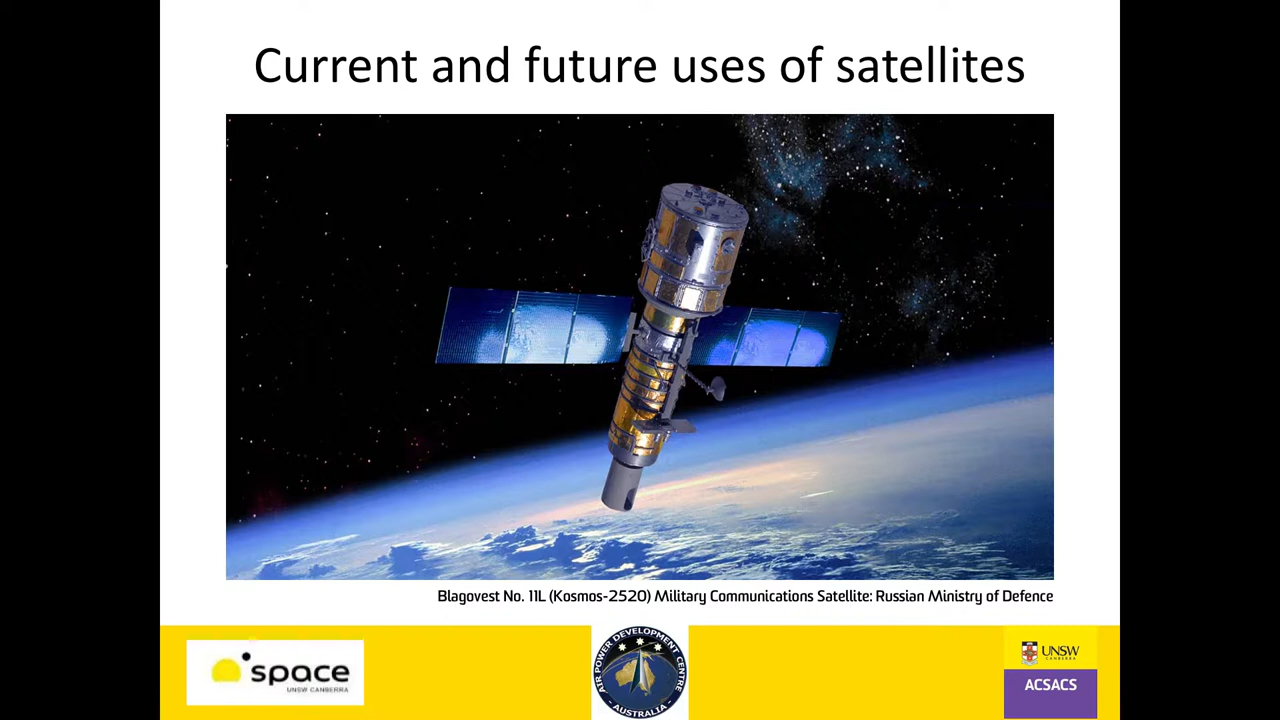 Current and future uses of satellites
Blagovest No. 11L (Kosmos-2520) Military Communications Satellite: Russian Ministry of Defence
space
UNSW CANBERRA
AIR POWER DEVELOPMENT CENTRE
AUSTRALIA
UNSW
CANBERRA
ACSACS